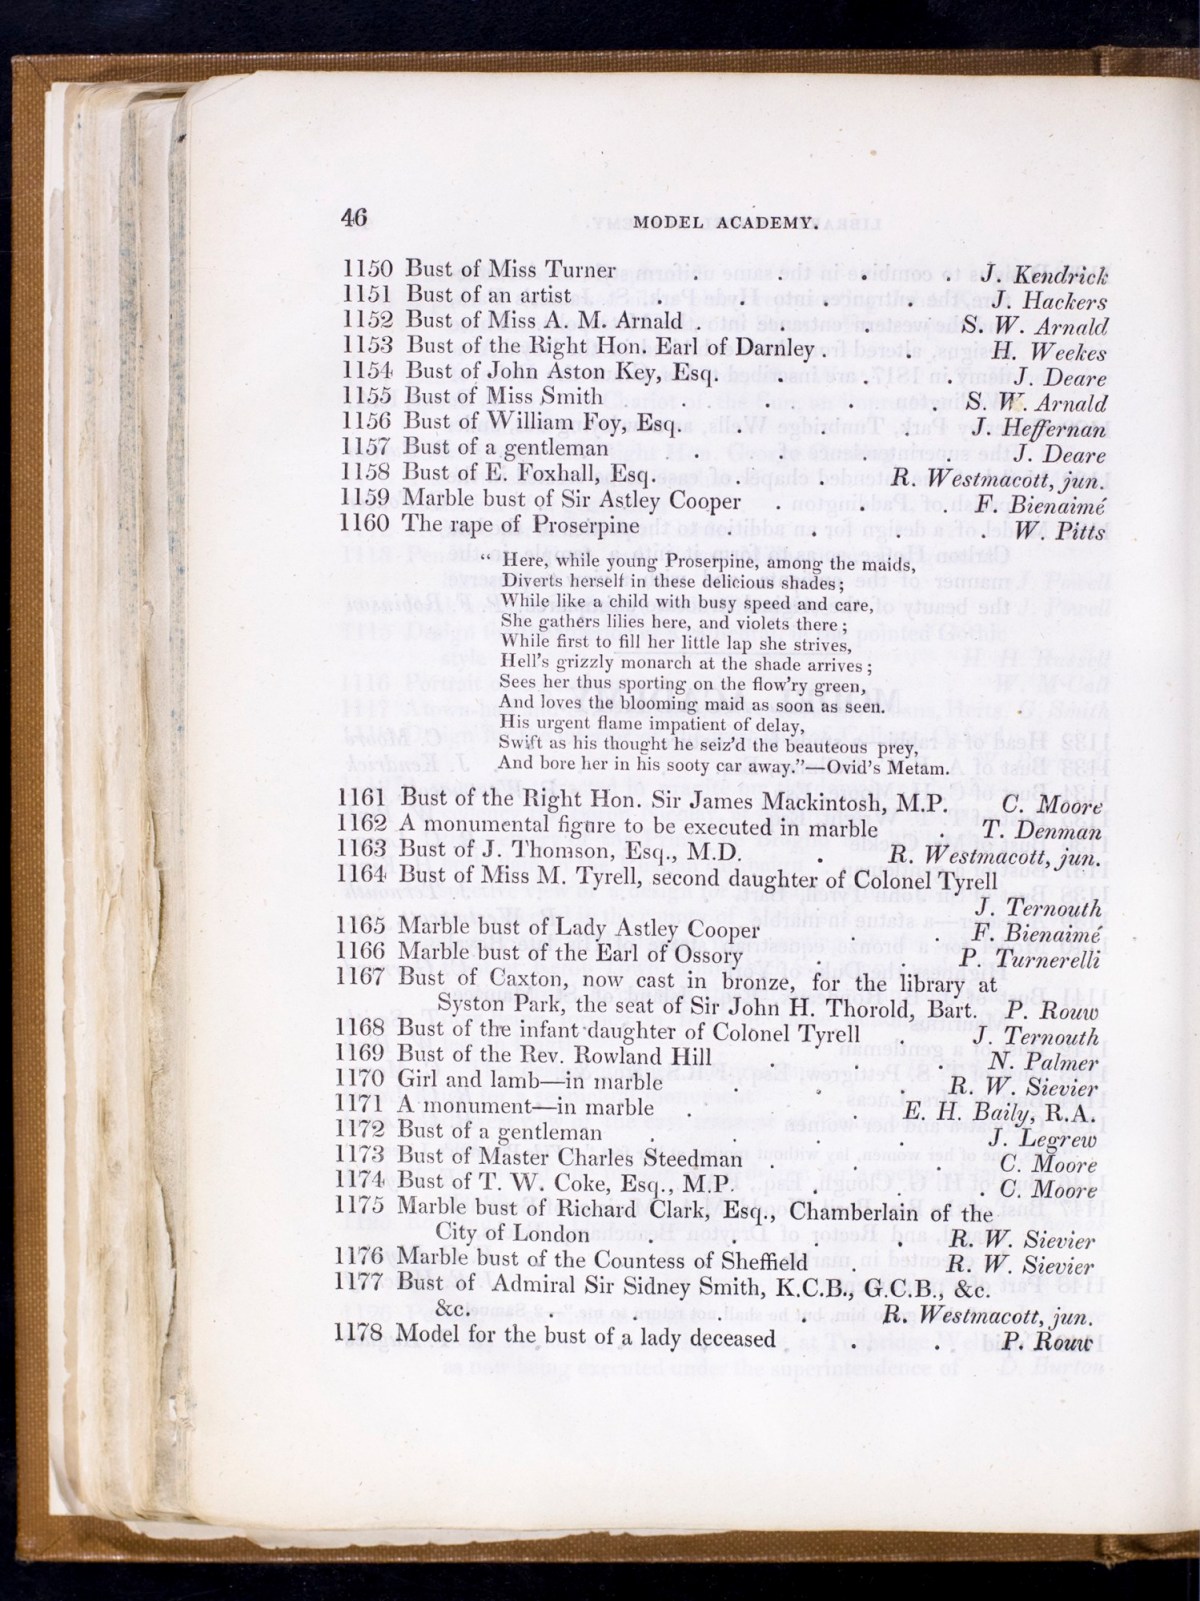 46 MODEL ACADEMY.
1150 Bust of Miss Turner . . . . J. Kendrick
1151 Bust of an artist . . . . J. Hackers
1152 Bust of Miss A. M. Arnald . . . S. W. Arnald
1153 Bust of the Right Hon. Earl of Darnley . . H. Weekes
1154 Bust of John Aston Key, Esq. . . . J. Deare
1155 Bust of Miss Smith . . . . . S. W. Arnald
1156 Bust of William Foy, Esq. . . . J. Heffernan
1157 Bust of a gentleman . . . . J. Deare
1158 Bust of E. Foxhall, Esq. . . . R. Westmacott, jun.
1159 Marble bust of Sir Astley Cooper . . . F. Bienaimé
1160 The rape of Proserpine . . . . W. Pitts
“ Here, while young Proserpine, among the maids,
Diverts herself in these delicious shades;
While like a child with busy speed and care,
She gathers lilies here, and violets there;
While first to fill her little lap she strives,
Hell's grizzly monarch at the shade arrives;
Sees her thus sporting on the flow'ry green,
And loves the blooming maid as soon as seen.
His urgent flame impatient of delay,
Swift as his thought he seiz'd the beauteous prey,
And bore her in his sooty car away.”—Ovid's Metam.
1161 Bust of the Right Hon. Sir James Mackintosh, M.P. C. Moore
1162 A monumental figure to be executed in marble . T. Denman
1163 Bust of J. Thomson, Esq., M.D. . R. Westmacott, jun.
1164 Bust of Miss M. Tyrell, second daughter of Colonel Tyrell
J. Ternouth
1165 Marble bust of Lady Astley Cooper . . F. Bienaimé
1166 Marble bust of the Earl of Ossory . . P. Turnerelli
1167 Bust of Caxton, now cast in bronze, for the library at
Syston Park, the seat of Sir John H. Thorold, Bart. P. Rouw
1168 Bust of the infant daughter of Colonel Tyrell . J. Ternouth
1169 Bust of the Rev. Rowland Hill . . . N. Palmer
1170 Girl and lamb—in marble . . . R. W. Sievier
1171 A monument—in marble . . . E. H. Baily, R.A.
1172 Bust of a gentleman . . . . J. Legrew
1173 Bust of Master Charles Steedman . . . C. Moore
1174 Bust of T. W. Coke, Esq., M.P. . . . C. Moore
1175 Marble bust of Richard Clark, Esq., Chamberlain of the
City of London . . . . R. W. Sievier
1176 Marble bust of the Countess of Sheffield . R. W. Sievier
1177 Bust of Admiral Sir Sidney Smith, K.C.B., G.C.B., &c.
&c. . . . . R. Westmacott, jun.
1178 Model for the bust of a lady deceased . . P. Rouw